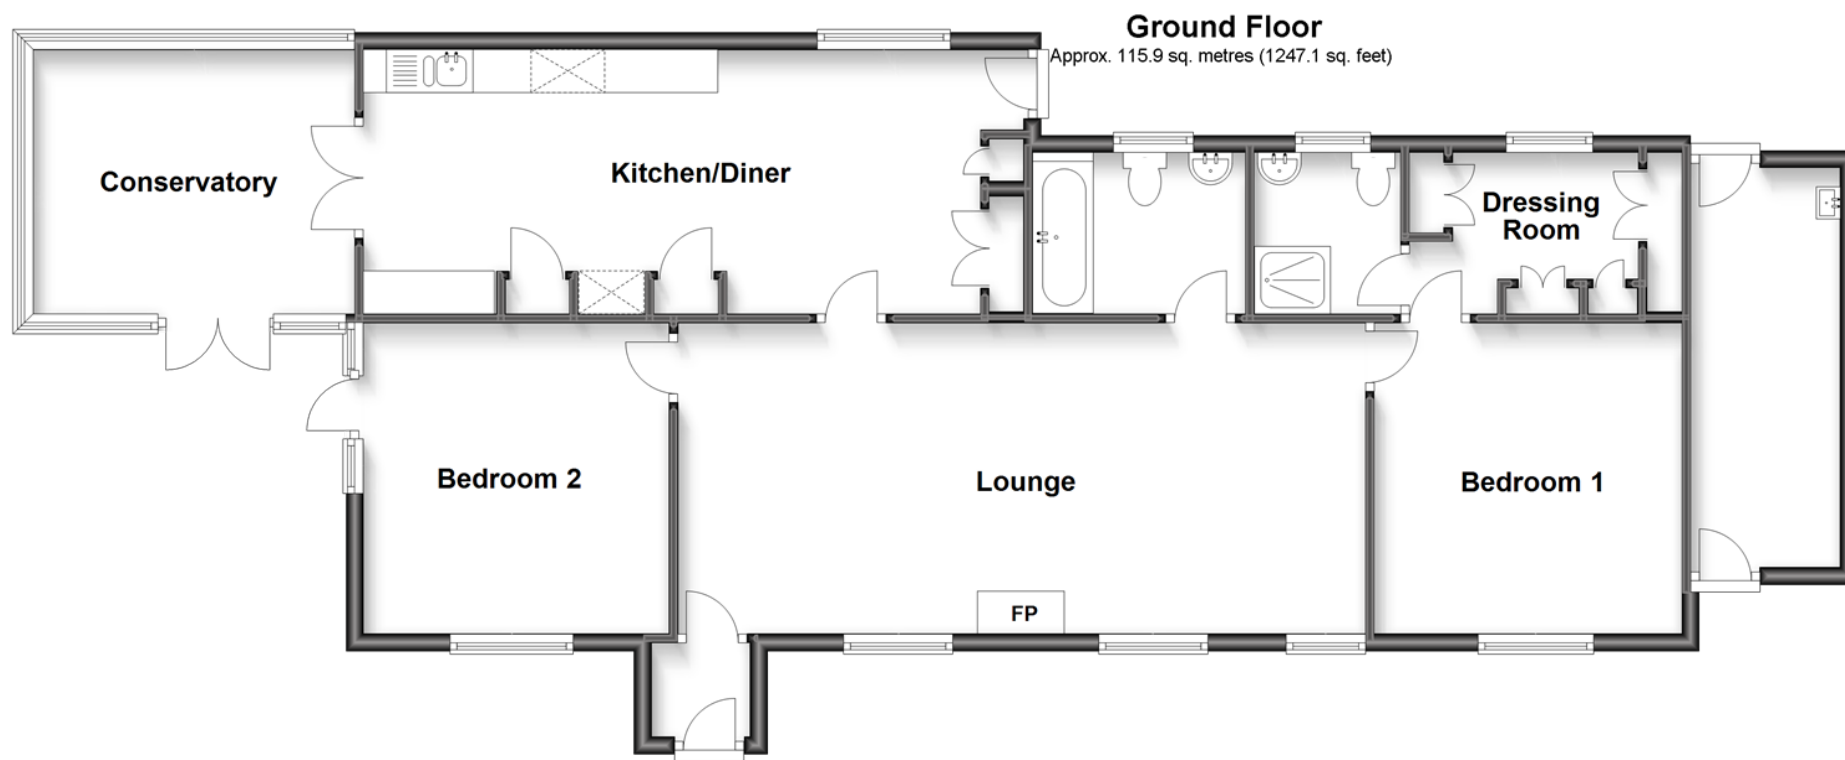 Ground Floor
Approx. 115.9 sq. metres (1247.1 sq. feet)
Conservatory
Kitchen/Diner
Dressing
Room
Bedroom 2
Lounge
Bedroom 1
FP